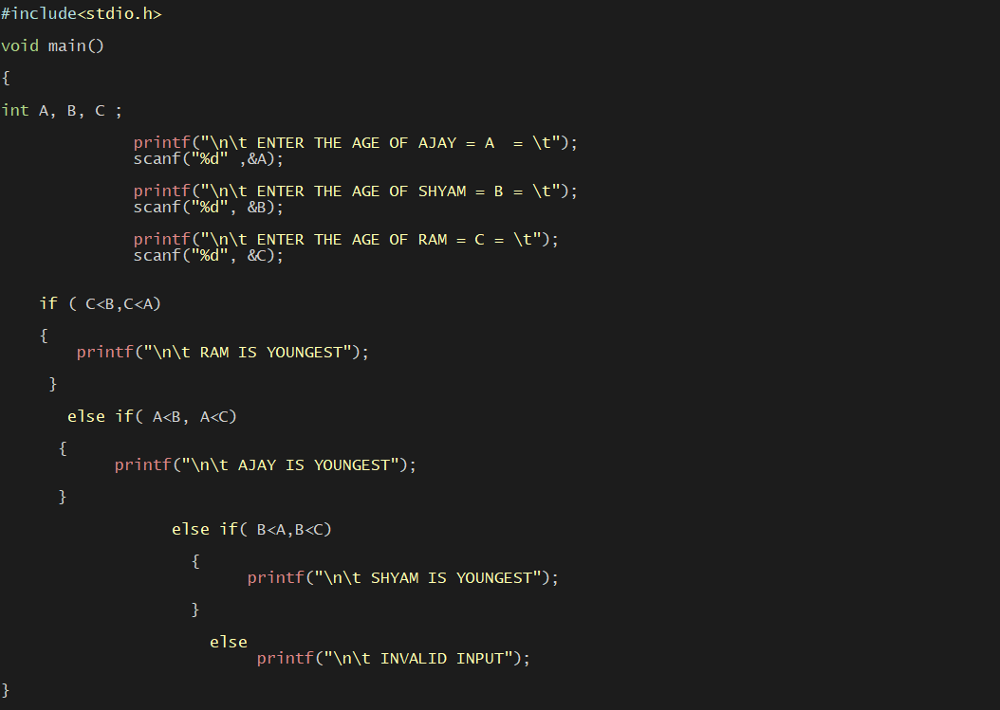 #include<stdio.h>
void main()
{
int A, B, C ;
printf("\n\t ENTER THE AGE OF AJAY = A  = \t");
scanf("%d" ,&A);
printf("\n\t ENTER THE AGE OF SHYAM = B = \t");
scanf("%d", &B);
printf("\n\t ENTER THE AGE OF RAM = C = \t");
scanf("%d", &C);
if ( C<B,C<A)
{
printf("\n\t RAM IS YOUNGEST");
}
else if( A<B, A<C)
{
printf("\n\t AJAY IS YOUNGEST");
}
else if( B<A,B<C)
{
printf("\n\t SHYAM IS YOUNGEST");
}
else
printf("\n\t INVALID INPUT");
}